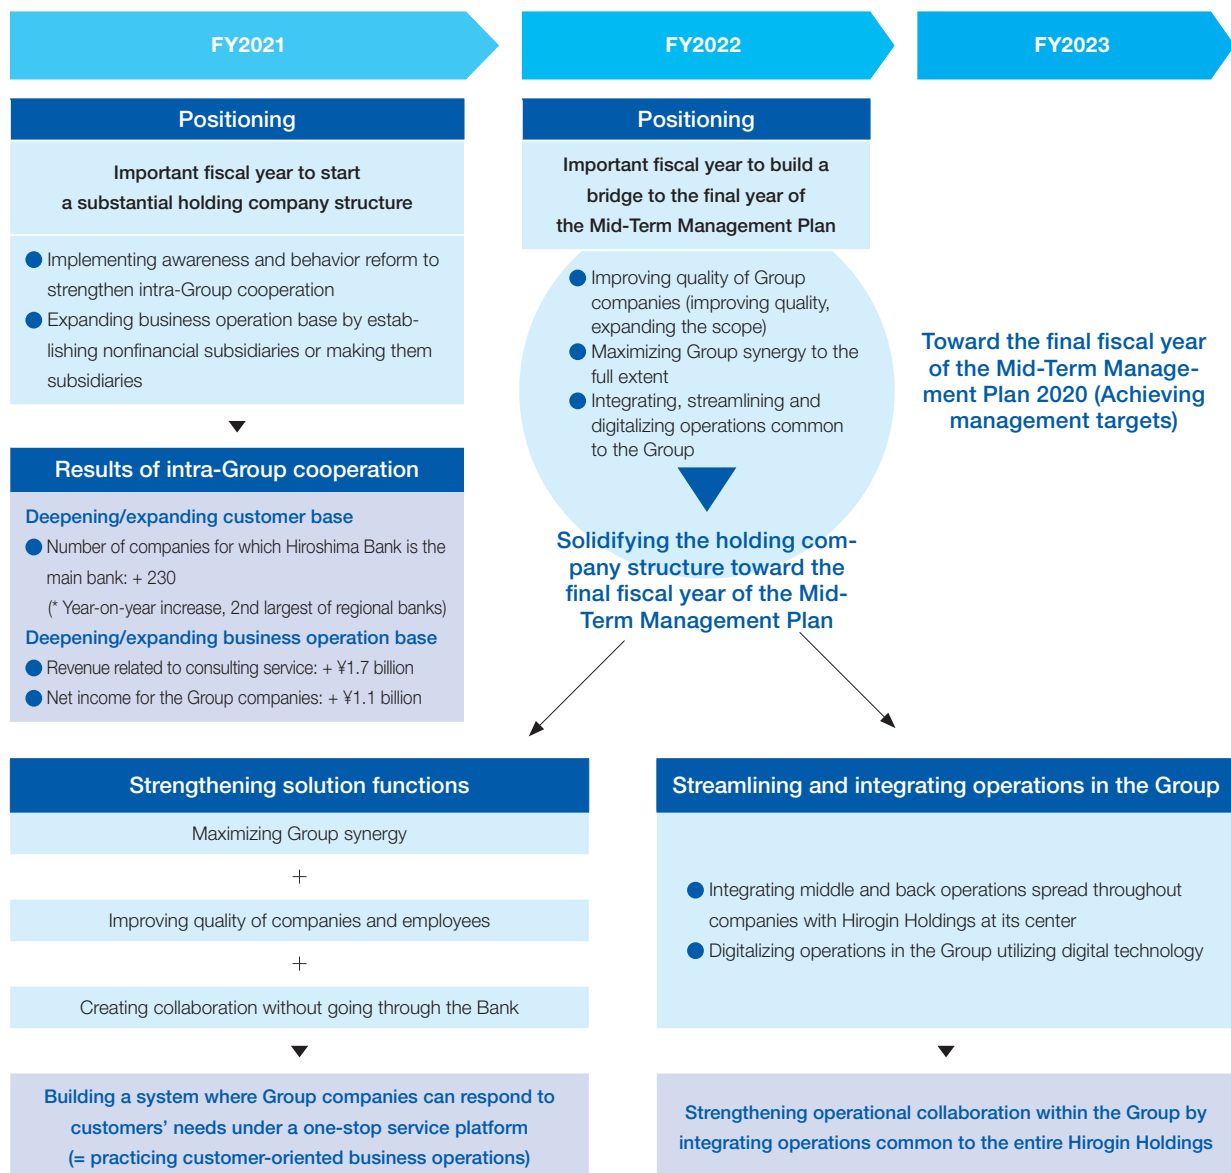 FY2021
FY2022
FY2023
Positioning
Important fiscal year to start
a substantial holding company structure
● Implementing awareness and behavior reform to
strengthen intra-Group cooperation
● Expanding business operation base by estab-
lishing nonfinancial subsidiaries or making them
subsidiaries
Results of intra-Group cooperation
Deepening/expanding customer base
● Number of companies for which Hiroshima Bank is the
main bank: + 230
(* Year-on-year increase, 2nd largest of regional banks)
Deepening/expanding business operation base
● Revenue related to consulting service: + ¥1.7 billion
● Net income for the Group companies: + ¥1.1 billion
Positioning
Important fiscal year to build a
bridge to the final year of
the Mid-Term Management Plan
● Improving quality of Group
companies (improving quality,
expanding the scope)
● Maximizing Group synergy to the
full extent
● Integrating, streamlining and
digitalizing operations common
to the Group
Solidifying the holding com-
pany structure toward the
final fiscal year of the Mid-
Term Management Plan
Toward the final fiscal year
of the Mid-Term Manage-
ment Plan 2020 (Achieving
management targets)
Strengthening solution functions
Maximizing Group synergy
+
Improving quality of companies and employees
+
Creating collaboration without going through the Bank
Building a system where Group companies can respond to
customers’ needs under a one-stop service platform
(= practicing customer-oriented business operations)
Streamlining and integrating operations in the Group
● Integrating middle and back operations spread throughout
companies with Hirogin Holdings at its center
● Digitalizing operations in the Group utilizing digital technology
Strengthening operational collaboration within the Group by
integrating operations common to the entire Hirogin Holdings